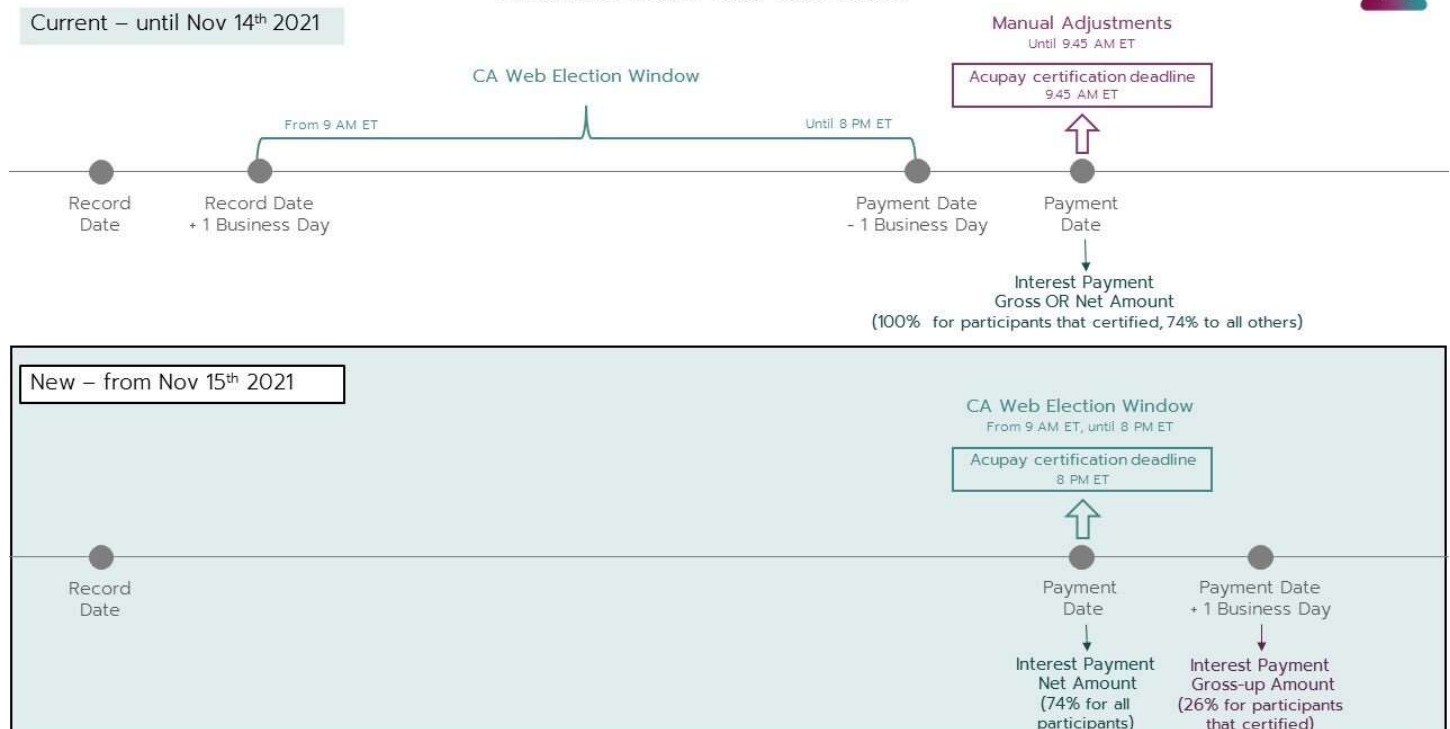 Current – until Nov 14th 2021
Manual Adjustments
Until 9.45 AM ET
CA Web Election Window
Acupay certification deadline
9.45 AM ET
From 9 AM ET
Until 8 PM ET
Record
Date
Record Date
+ 1 Business Day
Payment Date
- 1 Business Day
Payment
Date
Interest Payment
Gross OR Net Amount
(100% for participants that certified, 74% to all others)
New – from Nov 15th 2021
CA Web Election Window
From 9 AM ET, until 8 PM ET
Acupay certification deadline
8 PM ET
Record
Date
Payment
Date
Payment Date
+ 1 Business Day
Interest Payment
Net Amount
(74% for all
participants)
Interest Payment
Gross-up Amount
(26% for participants
that certified)